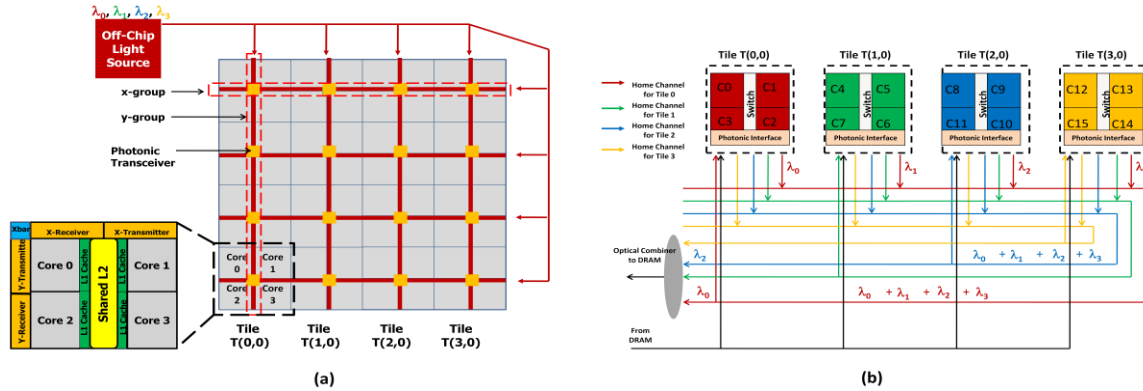 λ0, λ1, λ2, λ3
Off-Chip
Light
Source
x-group
y-group
Photonic
Transceiver
Xbar
X-Receiver
X-Transmitter
Y-Transmitte
Y-Receiver
Core 0
L1 Cache
Shared L2
L1 Cache
Core 1
Core 2
L1 Cache
L1 Cache
Core 3
Core
0
Core
1
Core
2
Core
3
Tile
T(0,0)
Tile
T(1,0)
Tile
T(2,0)
Tile
T(3,0)
(a)
Tile T(0,0)
Tile T(1,0)
Tile T(2,0)
Tile T(3,0)
Home Channel
for Tile 0
Home Channel
for Tile 1
Home Channel
for Tile 2
Home Channel
for Tile 3
C0
C1
C3
C2
Switch
Photonic Interface
C4
C5
C7
C6
Switch
Photonic Interface
C8
C9
C11
C10
Switch
Photonic Interface
C12
C13
C15
C14
Switch
Photonic Interface
λ0
λ1
λ2
Optical Combiner
to DRAM
λ2
λ0 + λ1 + λ2 + λ3
λ0
λ0 + λ1 + λ2 + λ3
From
DRAM
(b)